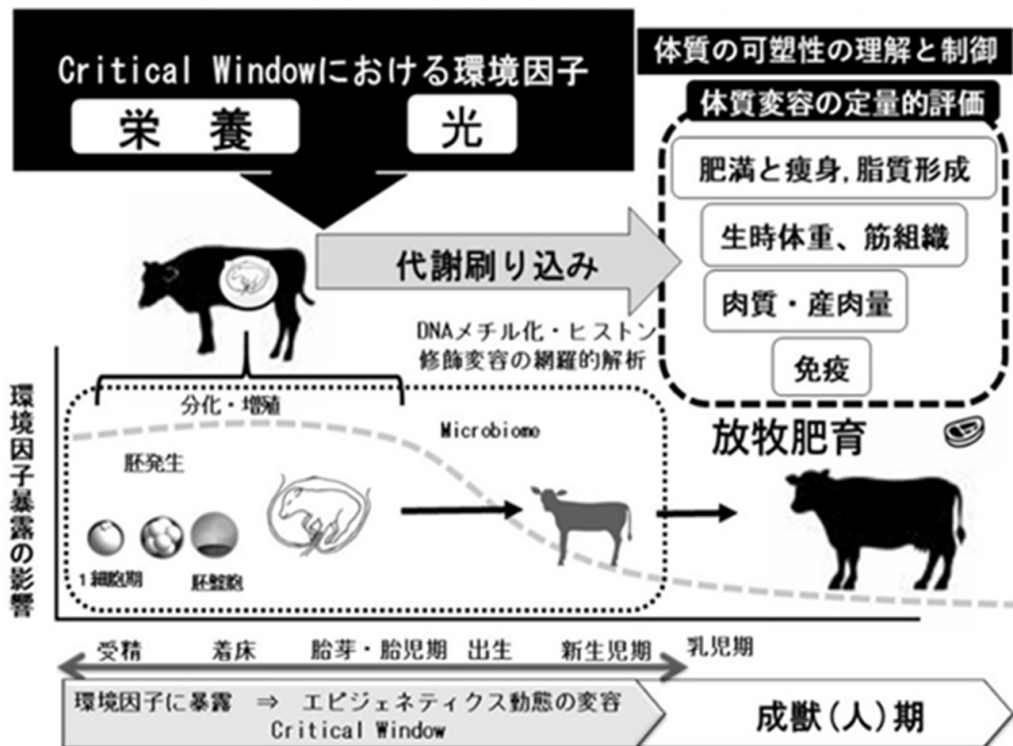 Critical Windowにおける環境因子
栄 養
光
体質の可塑性の理解と制御
体質変容の定量的評価
肥満と痩身,脂質形成
生時体重、筋組織
肉質・産肉量
免疫
代謝刷り込み
DNAメチル化・ヒストン
修飾変容の網羅的解析
環境因子暴露の影響
分化・増殖
Microbiome
放牧肥育
胚発生
1細胞期
胚盤胞
受精
着床
胎芽・胎児期
出生
新生児期
乳児期
環境因子に暴露 ⇒ エピジェネティクス動態の変容
Critical Window
成獣(人)期